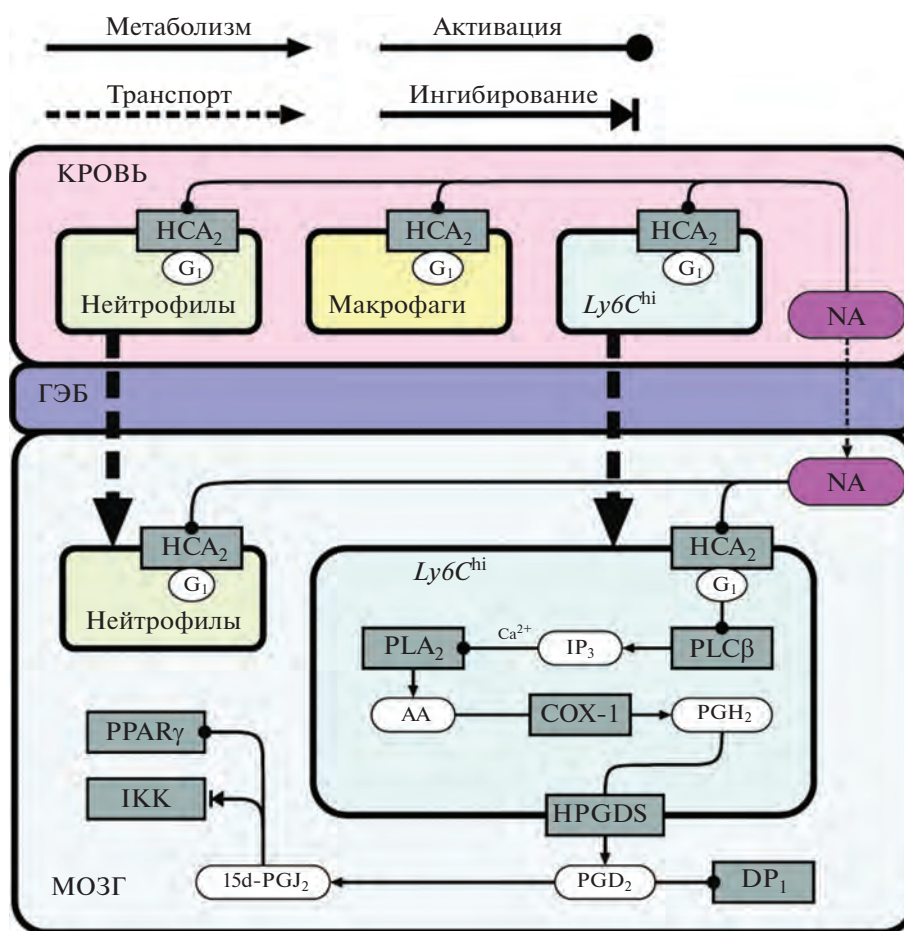 Метаболизм
Активация
Транспорт
Ингибирование
КРОВЬ
HCA₂
HCA₂
HCA₂
G₁
G₁
G₁
Нейтрофилы
Макрофаги
Ly6Cʰⁱ
NA
ГЭБ
NA
HCA₂
HCA₂
Ly6Cʰⁱ
G₁
G₁
Нейтрофилы
Ca²⁺
PLA₂
IP₃
PLCβ
AA
COX-1
PGH₂
PPARγ
IKK
HPGDS
МОЗГ
15d-PGJ₂
PGD₂
DP₁